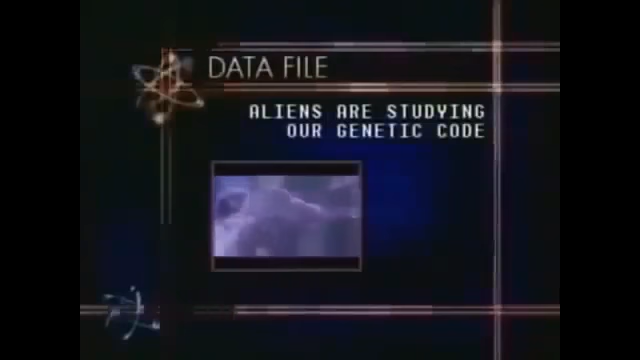 DATA FILE
ALIENS ARE STUDYING
OUR GENETIC CODE